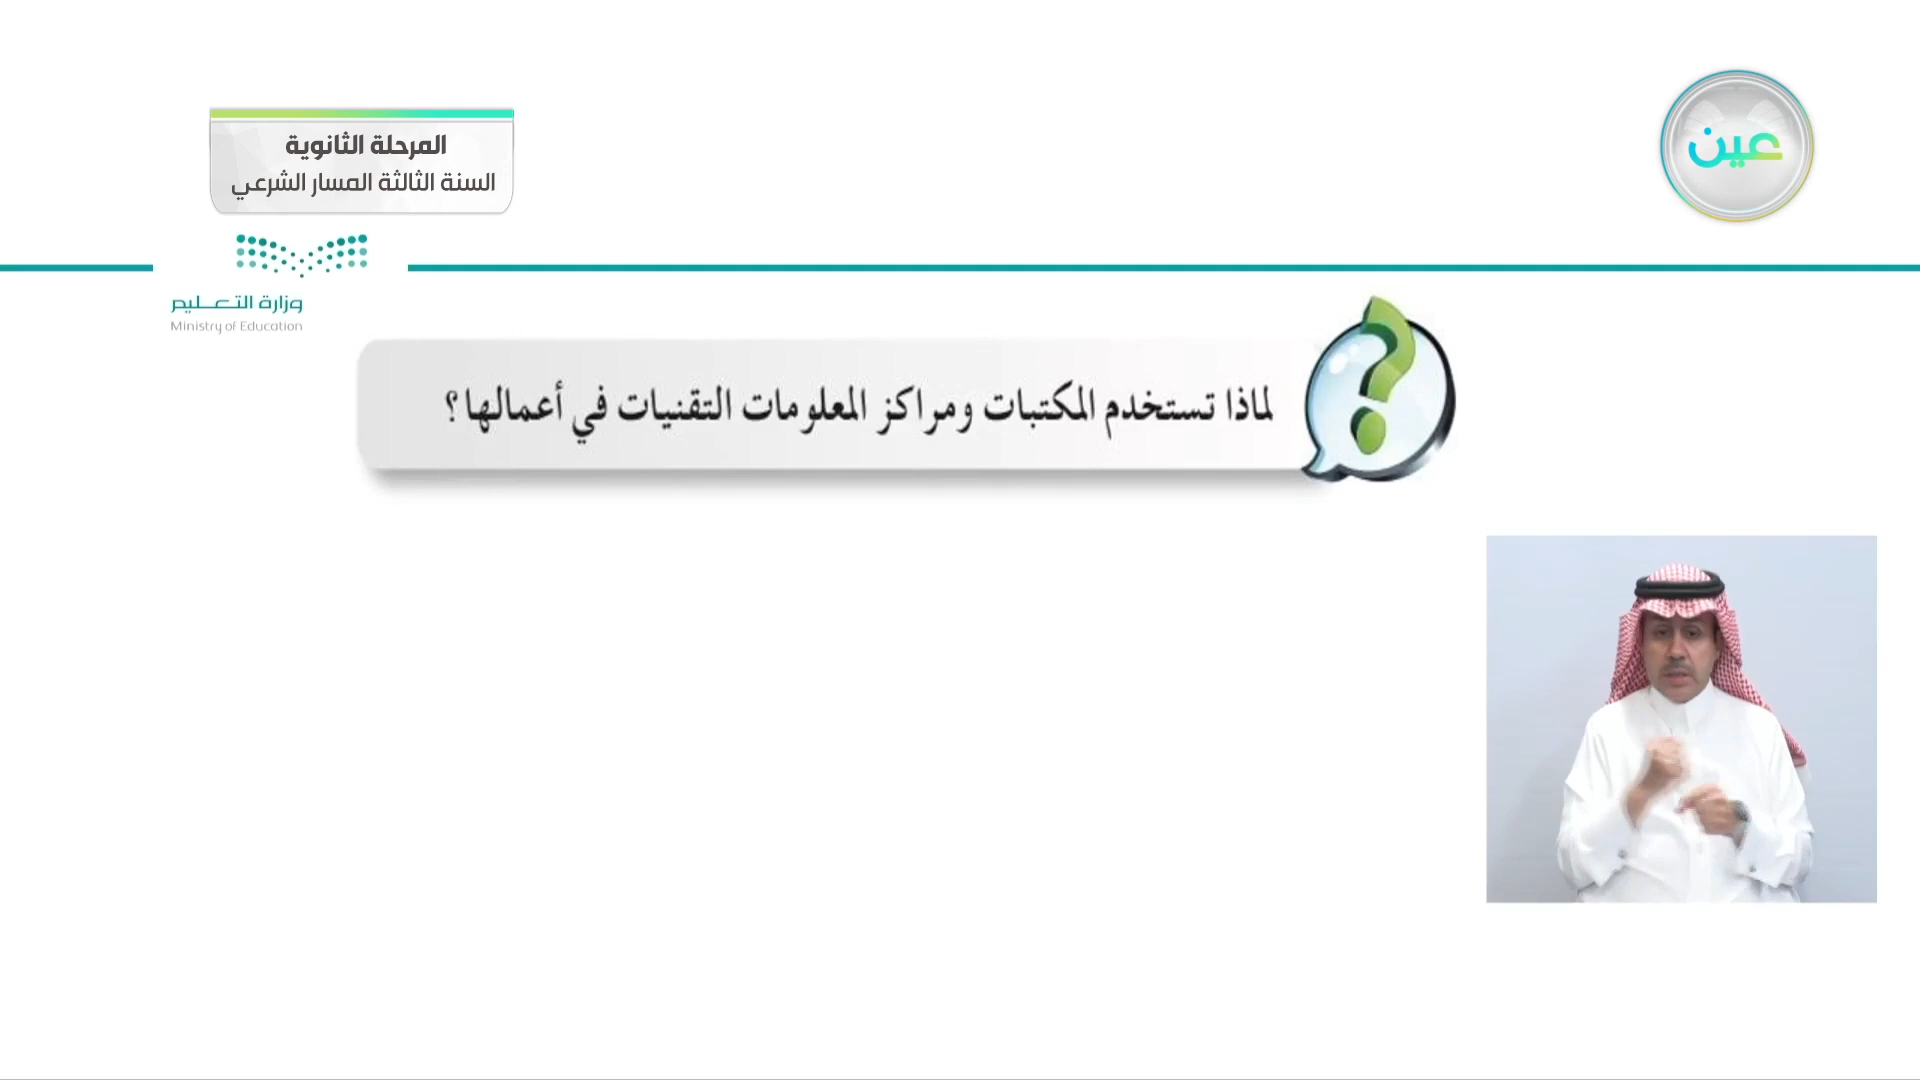 عين
المرحلة الثانوية
السنة الثالثة المسار الشرعي
وزارة التعليم
Ministry of Education
لماذا تستخدم المكتبات ومراكز المعلومات التقنيات في أعمالها؟